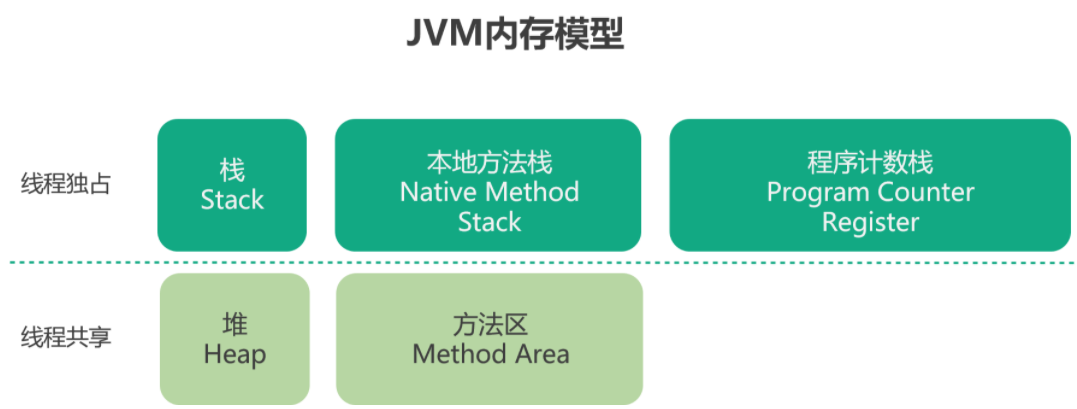 JVM内存模型
线程独占
栈
Stack
本地方法栈
Native Method
Stack
程序计数栈
Program Counter
Register
线程共享
堆
Heap
方法区
Method Area